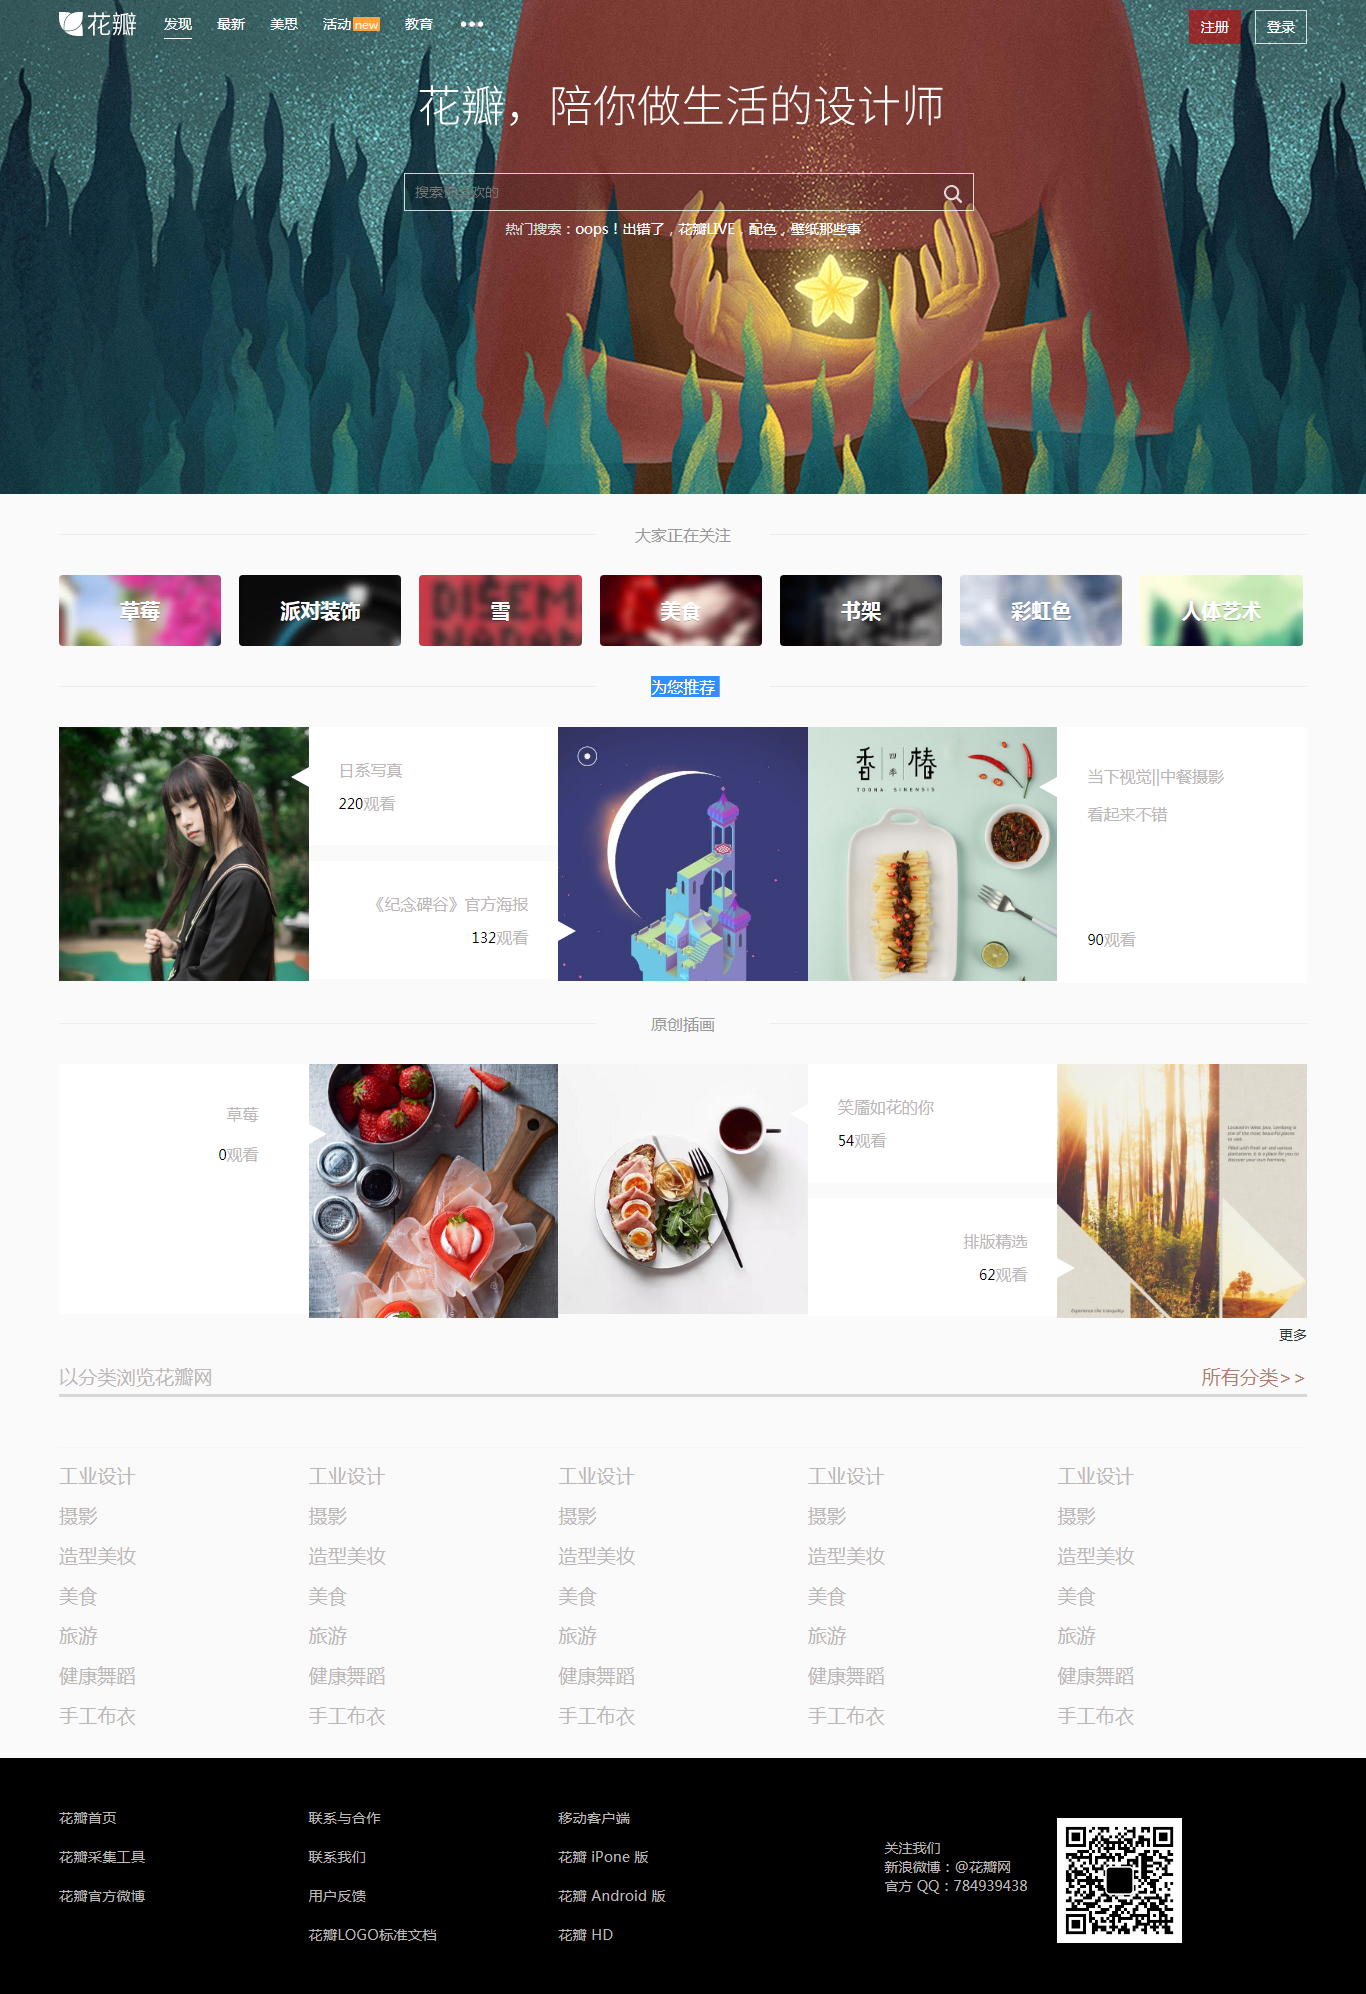 花瓣 发现 最新 美思 活动 new 教育 ••• 注册 登录
花瓣，陪你做生活的设计师
搜索你喜欢的
热门搜索：oops！出错了，花瓣LIVE，配色，壁纸那些事
大家正在关注
草莓 派对装饰 雪 美食 书架 彩虹色 人体艺术
为您推荐
日系写真
220观看
《纪念碑谷》官方海报
132观看
香椿
四季
TOONA SINENSIS
当下视觉||中餐摄影
看起来不错
90观看
原创插画
草莓
0观看
笑靥如花的你
54观看
排版精选
62观看
Experience the tranquility
更多
以分类浏览花瓣网 所有分类>>
工业设计 工业设计 工业设计 工业设计 工业设计
摄影 摄影 摄影 摄影 摄影
造型美妆 造型美妆 造型美妆 造型美妆 造型美妆
美食 美食 美食 美食 美食
旅游 旅游 旅游 旅游 旅游
健康舞蹈 健康舞蹈 健康舞蹈 健康舞蹈 健康舞蹈
手工布衣 手工布衣 手工布衣 手工布衣 手工布衣
花瓣首页
花瓣采集工具
花瓣官方微博
联系与合作
联系我们
用户反馈
花瓣LOGO标准文档
移动客户端
花瓣 iPone 版
花瓣 Android 版
花瓣 HD
关注我们
新浪微博：@花瓣网
官方 QQ：784939438